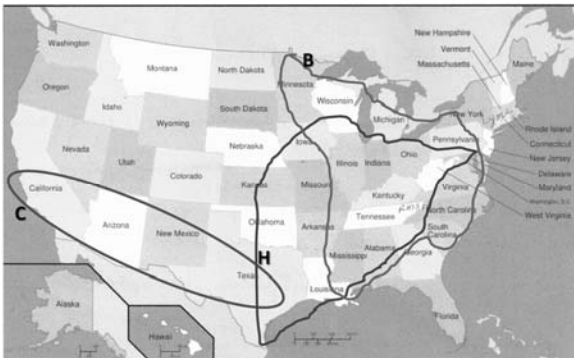 New Hampshire
Vermont
Massachusetts
Washington
Montana
North Dakota
Minnesota
B
Maine
Oregon
Idaho
South Dakota
Wisconsin
Michigan
New York
Wyoming
Rhode Island
Nebraska
Iowa
Pennsylvania
Connecticut
Nevada
Utah
Illinois
Indiana
Ohio
New Jersey
Colorado
Delaware
California
Kansas
Missouri
Virginia
Maryland
Kentucky
Washington, D.C.
C
Arizona
Oklahoma
Tennessee
North Carolina
West Virginia
New Mexico
Arkansas
South
Carolina
H
Mississippi
Alabama
Georgia
Texas
Louisiana
Alaska
Hawaii
Florida